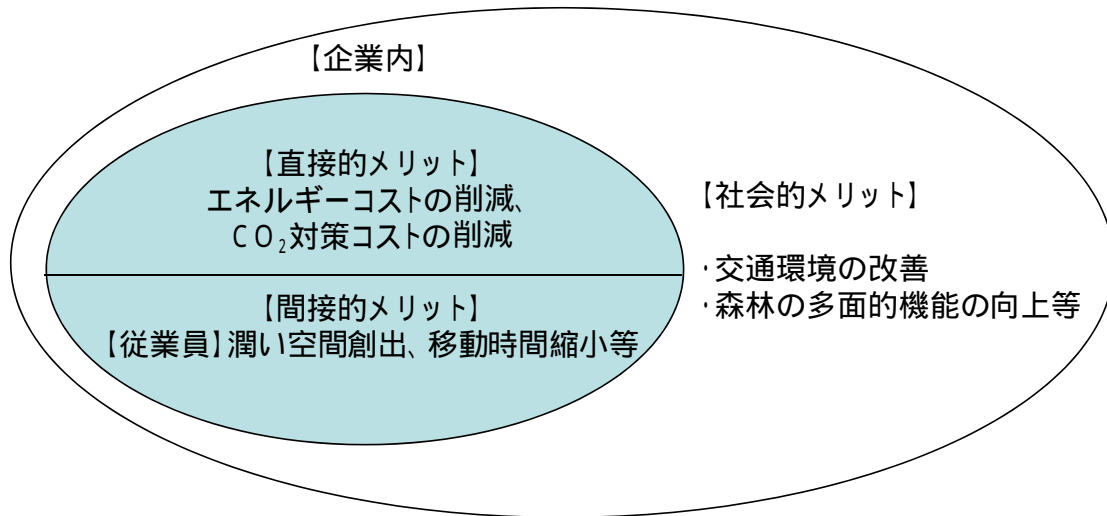 【企業内】
【直接的メリット】
エネルギーコストの削減、
CO₂対策コストの削減
【間接的メリット】
【従業員】潤い空間創出、移動時間縮小等
【社会的メリット】
・交通環境の改善
・森林の多面的機能の向上等